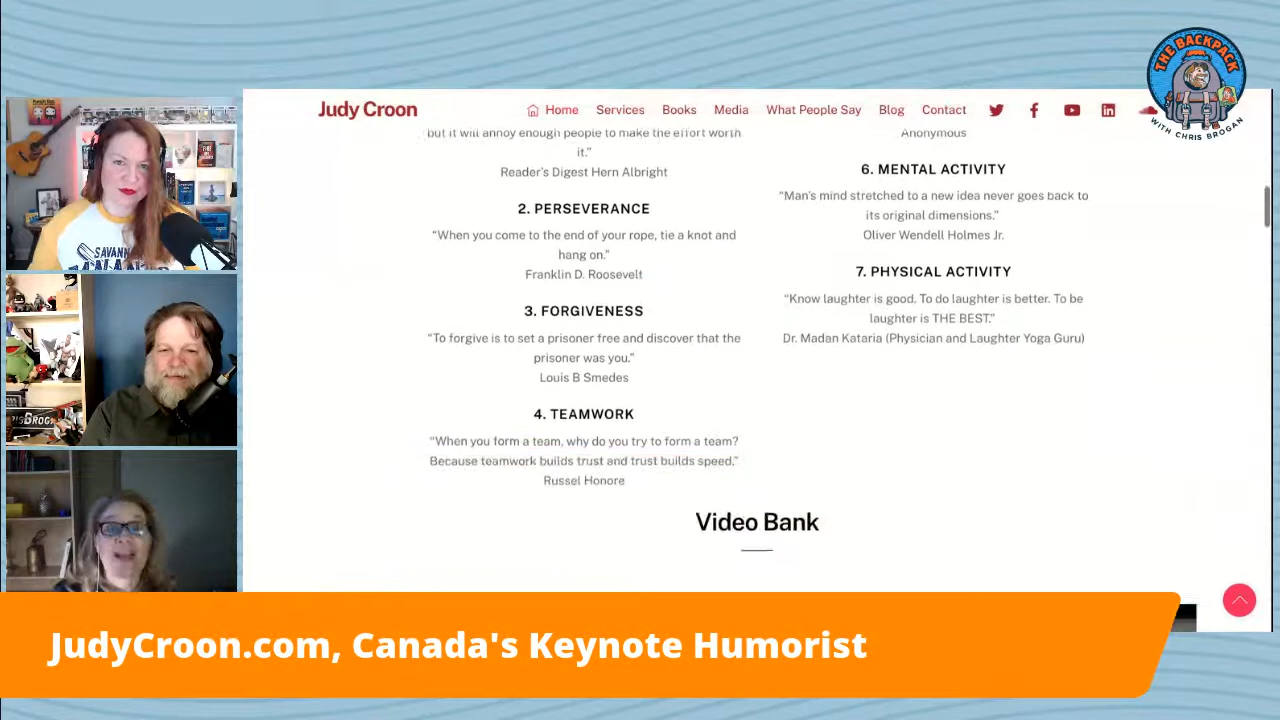 THE BACKPACK
WITH CHRIS BROGAN
Judy Croon
Home Services Books Media What People Say Blog Contact
but it will annoy enough people to make the effort worth
it.”
Reader’s Digest Hern Albright
2. PERSEVERANCE
“When you come to the end of your rope, tie a knot and
hang on.”
Franklin D. Roosevelt
3. FORGIVENESS
“To forgive is to set a prisoner free and discover that the
prisoner was you.”
Louis B Smedes
4. TEAMWORK
“When you form a team, why do you try to form a team?
Because teamwork builds trust and trust builds speed.”
Russel Honore
Anonymous
6. MENTAL ACTIVITY
“Man’s mind stretched to a new idea never goes back to
its original dimensions.”
Oliver Wendell Holmes Jr.
7. PHYSICAL ACTIVITY
“Know laughter is good. To do laughter is better. To be
laughter is THE BEST.”
Dr. Madan Kataria (Physician and Laughter Yoga Guru)
Video Bank
JudyCroon.com, Canada's Keynote Humorist